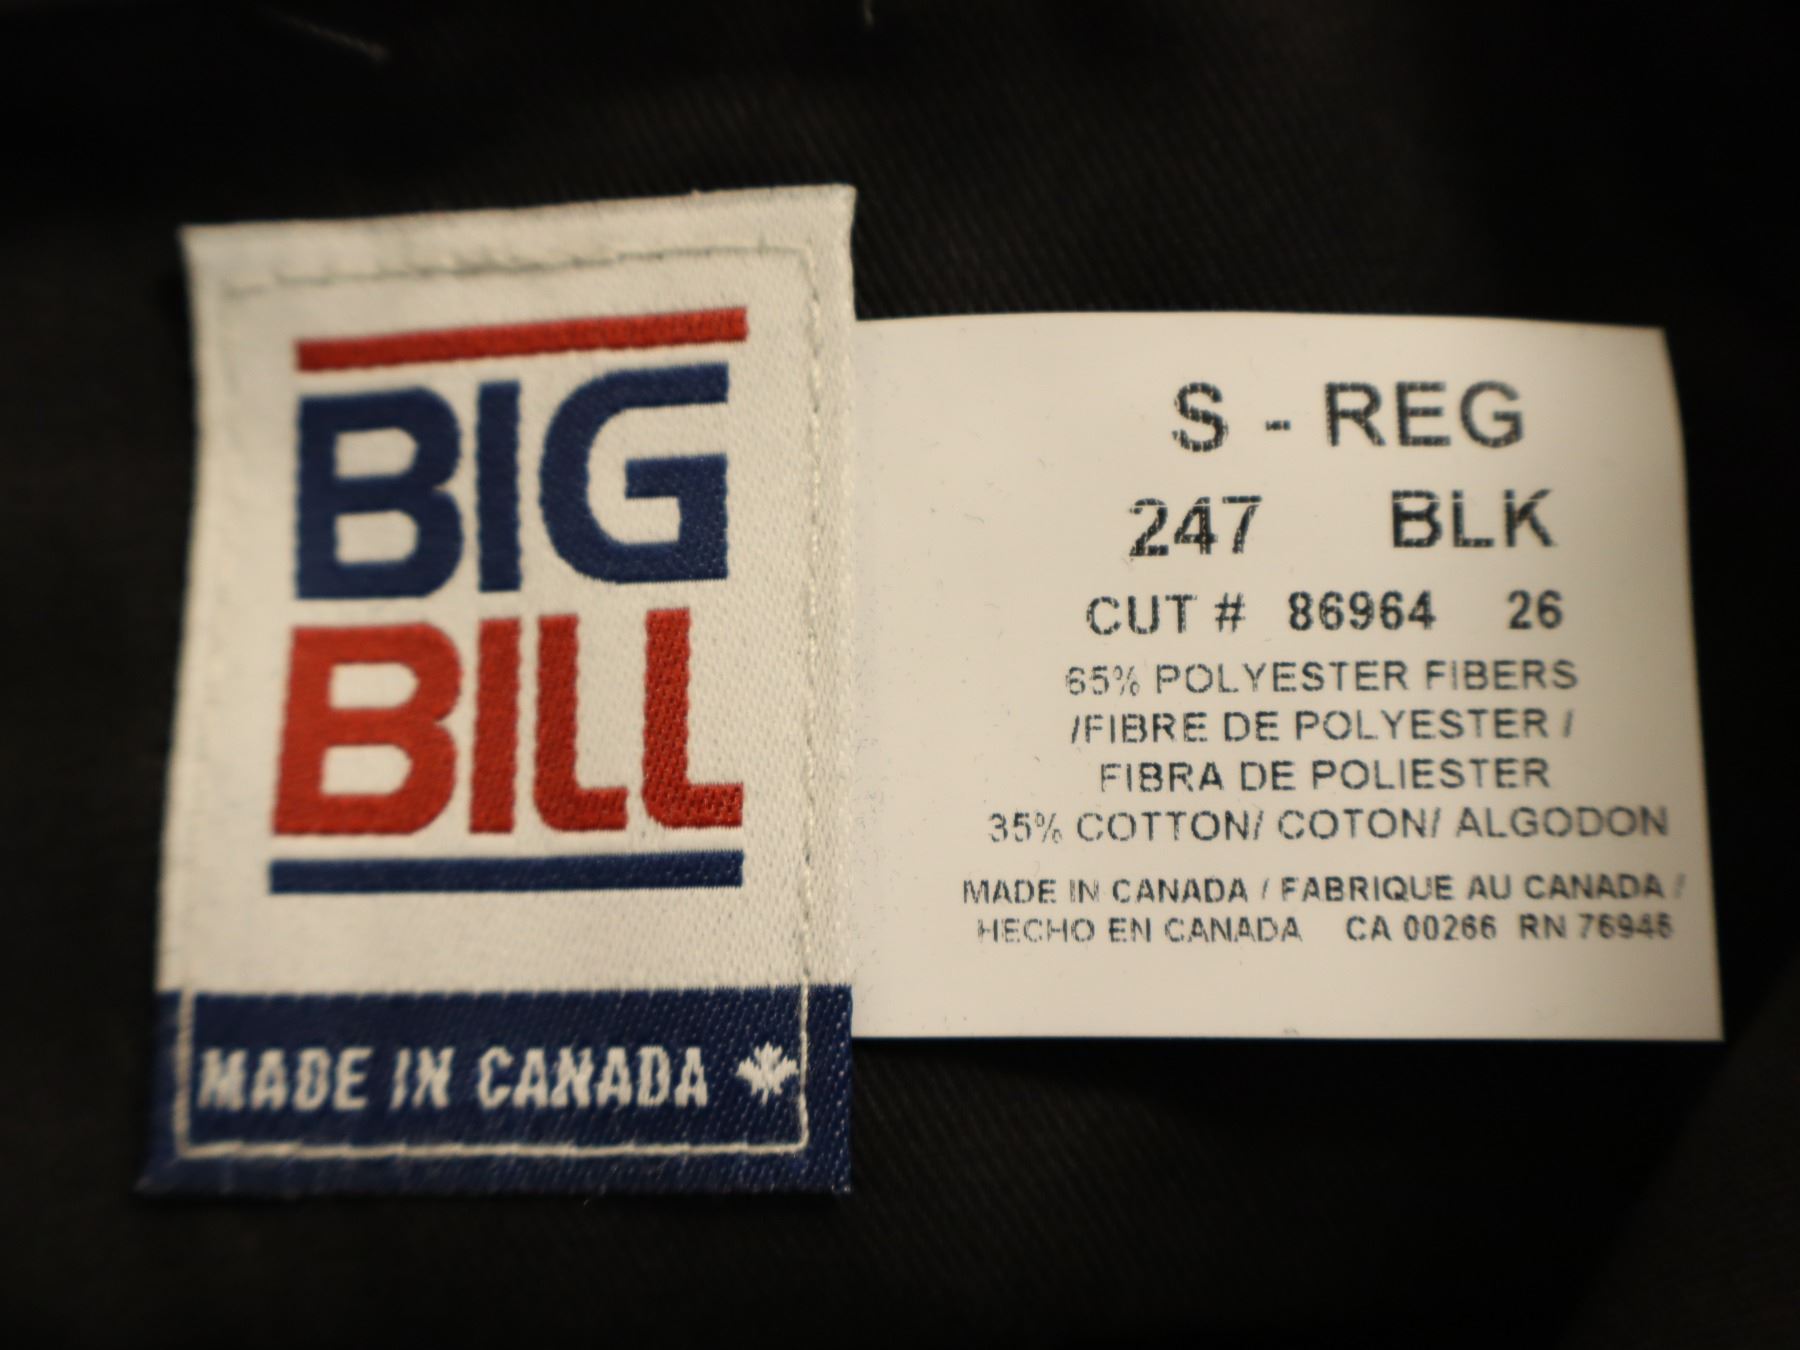 BIG
BILL
MADE IN CANADA
S - REG
247 BLK
CUT # 86964 26
65% POLYESTER FIBERS
/FIBRE DE POLYESTER /
FIBRA DE POLIESTER
35% COTTON/ COTON/ ALGODON
MADE IN CANADA / FABRIQUE AU CANADA /
HECHO EN CANADA CA 00266 RN 76946